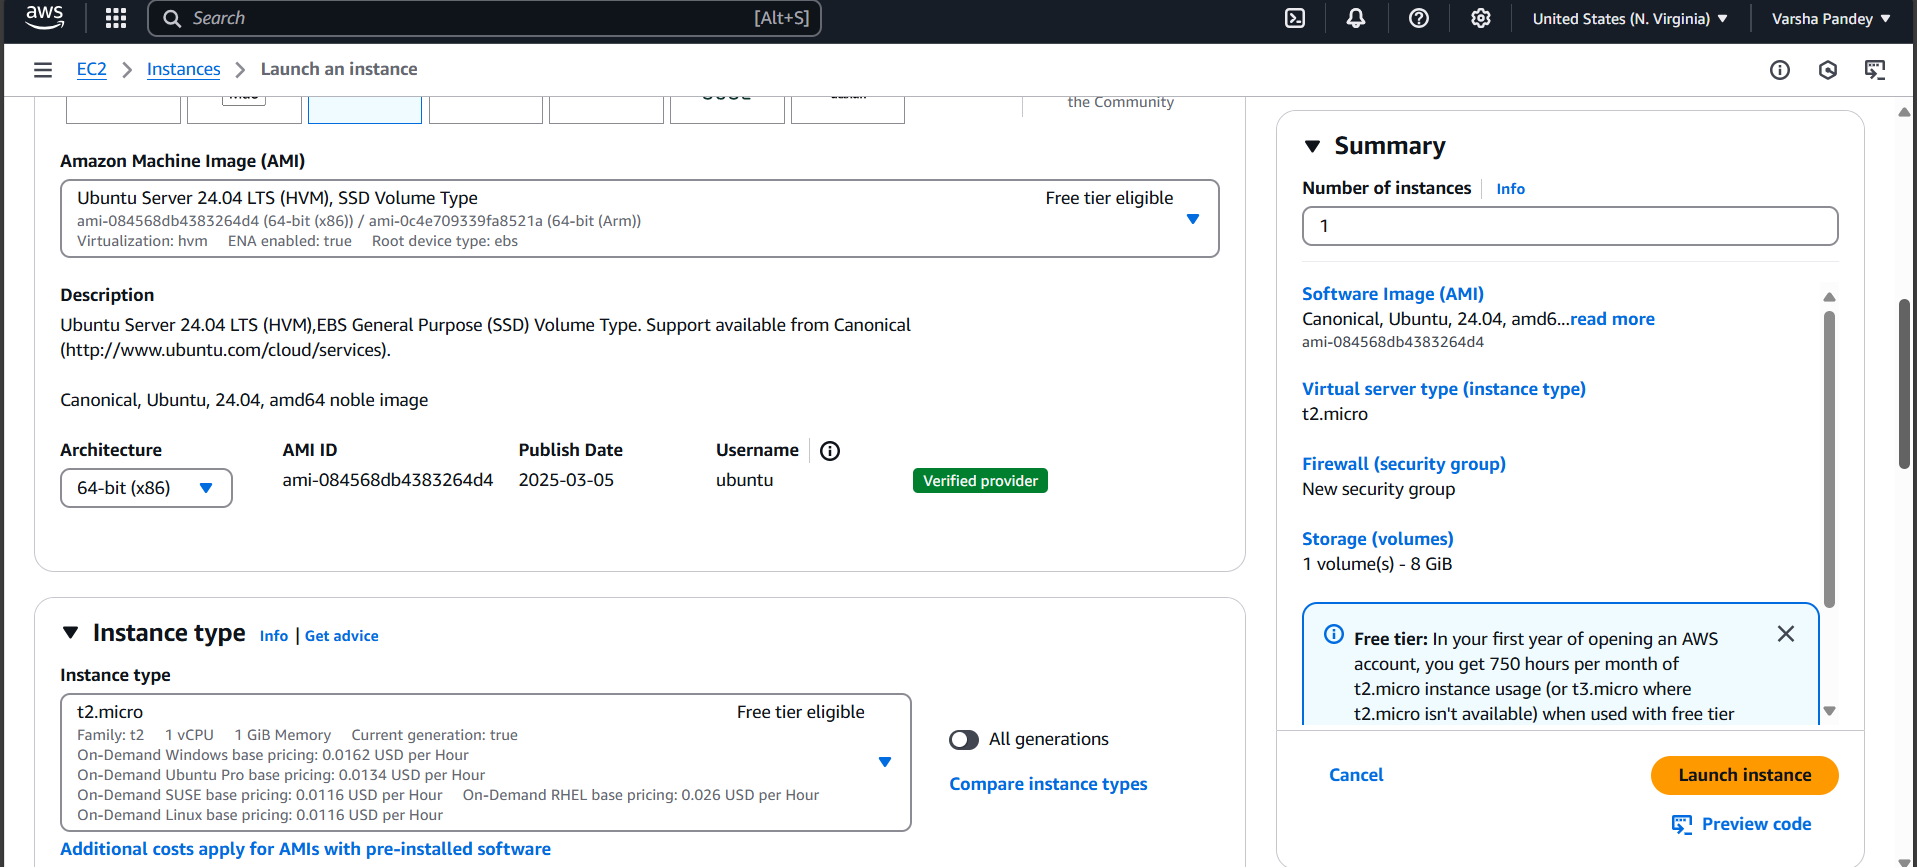 aws
Search
[Alt+S]
United States (N. Virginia)
Varsha Pandey
EC2
Instances
Launch an instance
the Community
Amazon Machine Image (AMI)
Ubuntu Server 24.04 LTS (HVM), SSD Volume Type
Free tier eligible
ami-084568db4383264d4 (64-bit (x86)) / ami-0c4e709339fa8521a (64-bit (Arm))
Virtualization: hvm ENA enabled: true Root device type: ebs
Description
Ubuntu Server 24.04 LTS (HVM),EBS General Purpose (SSD) Volume Type. Support available from Canonical
(http://www.ubuntu.com/cloud/services).
Canonical, Ubuntu, 24.04, amd64 noble image
Architecture
64-bit (x86)
AMI ID
ami-084568db4383264d4
Publish Date
2025-03-05
Username
ubuntu
Verified provider
Instance type
Info | Get advice
Instance type
t2.micro
Free tier eligible
Family: t2 1 vCPU 1 GiB Memory Current generation: true
On-Demand Windows base pricing: 0.0162 USD per Hour
On-Demand Ubuntu Pro base pricing: 0.0134 USD per Hour
On-Demand SUSE base pricing: 0.0116 USD per Hour On-Demand RHEL base pricing: 0.026 USD per Hour
On-Demand Linux base pricing: 0.0116 USD per Hour
All generations
Compare instance types
Additional costs apply for AMIs with pre-installed software
Summary
Number of instances
Info
1
Software Image (AMI)
Canonical, Ubuntu, 24.04, amd6...read more
ami-084568db4383264d4
Virtual server type (instance type)
t2.micro
Firewall (security group)
New security group
Storage (volumes)
1 volume(s) - 8 GiB
Free tier: In your first year of opening an AWS
account, you get 750 hours per month of
t2.micro instance usage (or t3.micro where
t2.micro isn't available) when used with free tier
Cancel
Launch instance
Preview code